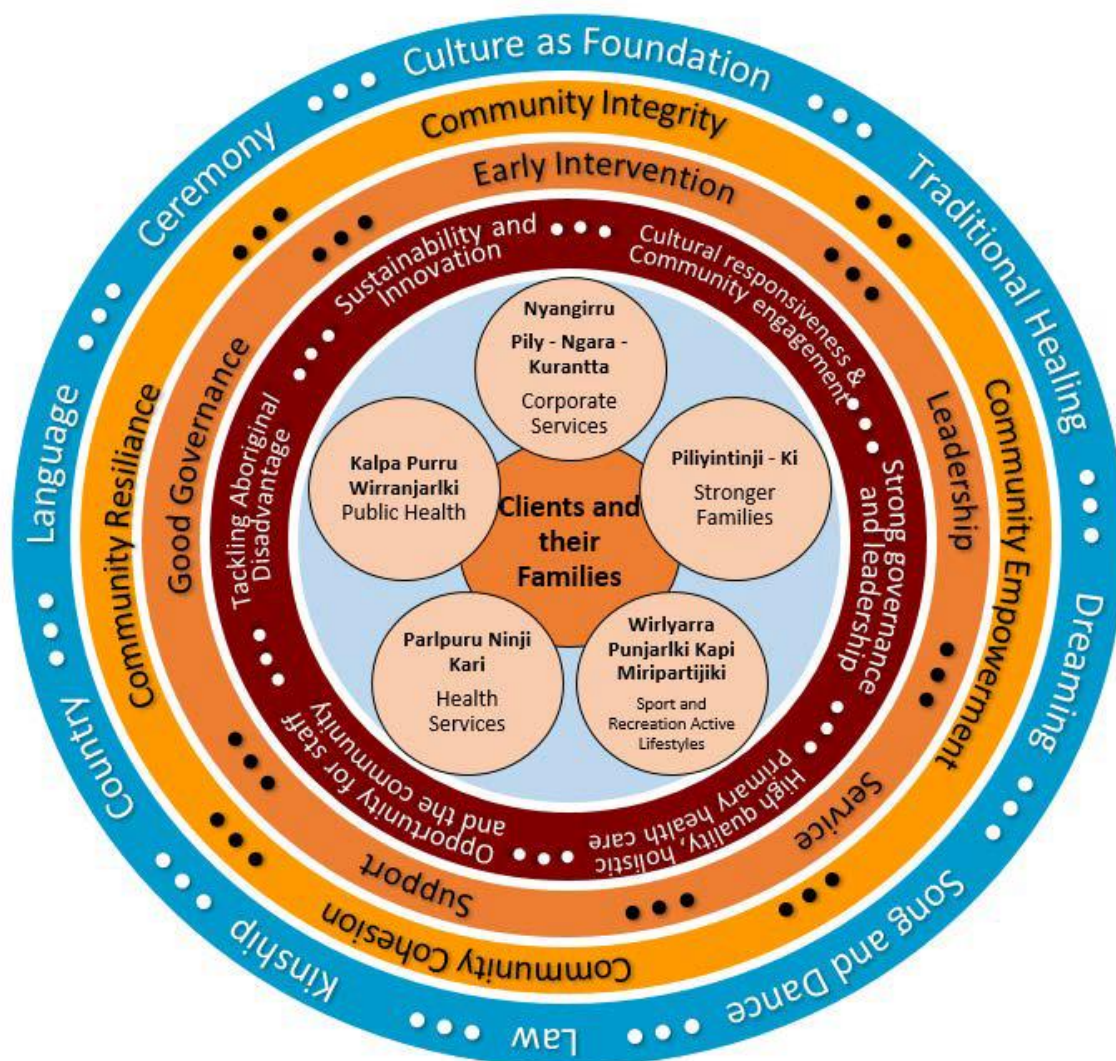 Culture as Foundation
Traditional Healing
Dreaming
Song and Dance
Law
Kinship
Country
Language
Ceremony
Community Integrity
Community Empowerment
Community Cohesion
Community Resiliance
Early Intervention
Leadership
Service
Support
Good Governance
Sustainability and
Innovation
Cultural responsiveness &
Community engagement
Strong governance
and leadership
High quality, holistic
Primary health care
Opportunity for staff
and the community
Tackling Aboriginal
Disadvantage
Nyangirru
Pily - Ngara -
Kurantta
Corporate
Services
Piliyintinji - Ki
Stronger
Families
Wirlyarra
Punjarlki Kapi
Miripartijiki
Sport and
Recreation Active
Lifestyles
Parlpuru Ninji
Kari
Health
Services
Kalpa Purru
Wirranjarlki
Public Health
Clients and
their
Families